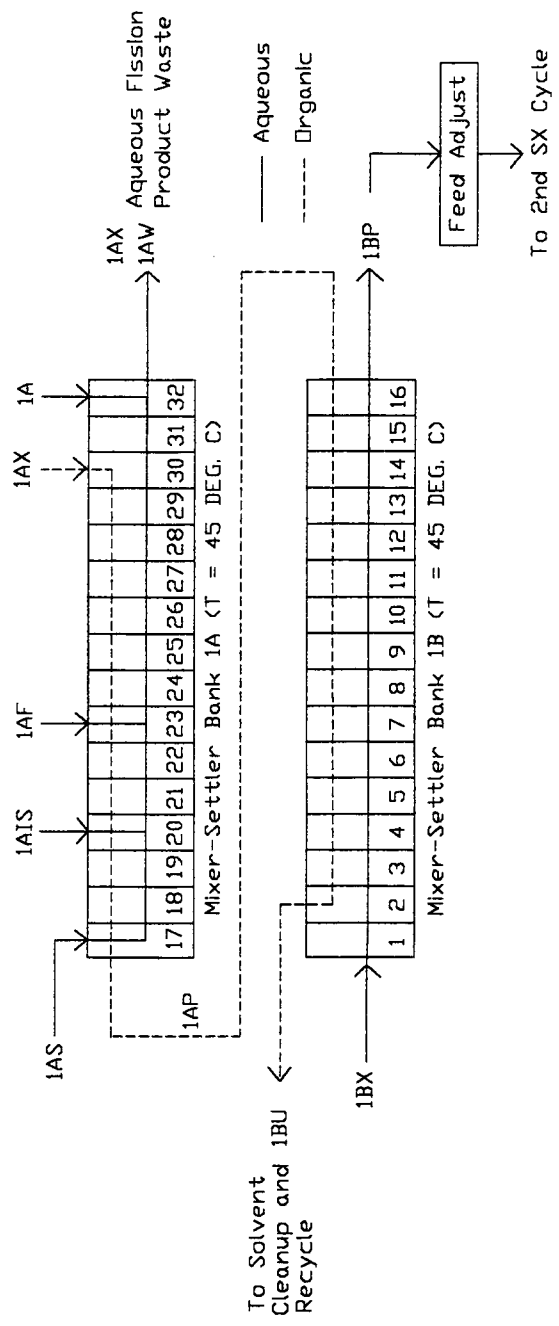 1AS
1AIS
1AF
1AX
1A
1AX
1AW Aqueous Fission
Product Waste
17 18 19 20 21 22 23 24 25 26 27 28 29 30 31 32
Mixer-Settler Bank 1A (T = 45 DEG. C)
1AP
Aqueous
Organic
To Solvent
Cleanup and 1BU
Recycle
1BX
1 2 3 4 5 6 7 8 9 10 11 12 13 14 15 16
Mixer-Settler Bank 1B (T = 45 DEG. C)
1BP
Feed Adjust
To 2nd SX Cycle